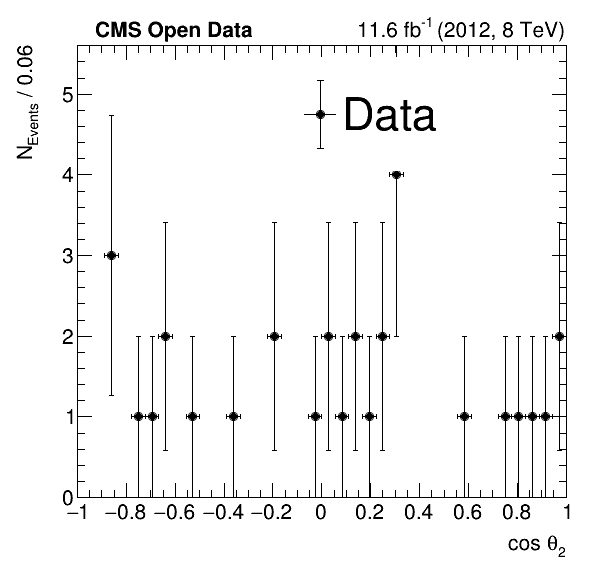 CMS Open Data 11.6 fb⁻¹ (2012, 8 TeV)
N_Events / 0.06
Data
5
4
3
2
1
0
−1 −0.8 −0.6 −0.4 −0.2 0 0.2 0.4 0.6 0.8 1
cos θ₂